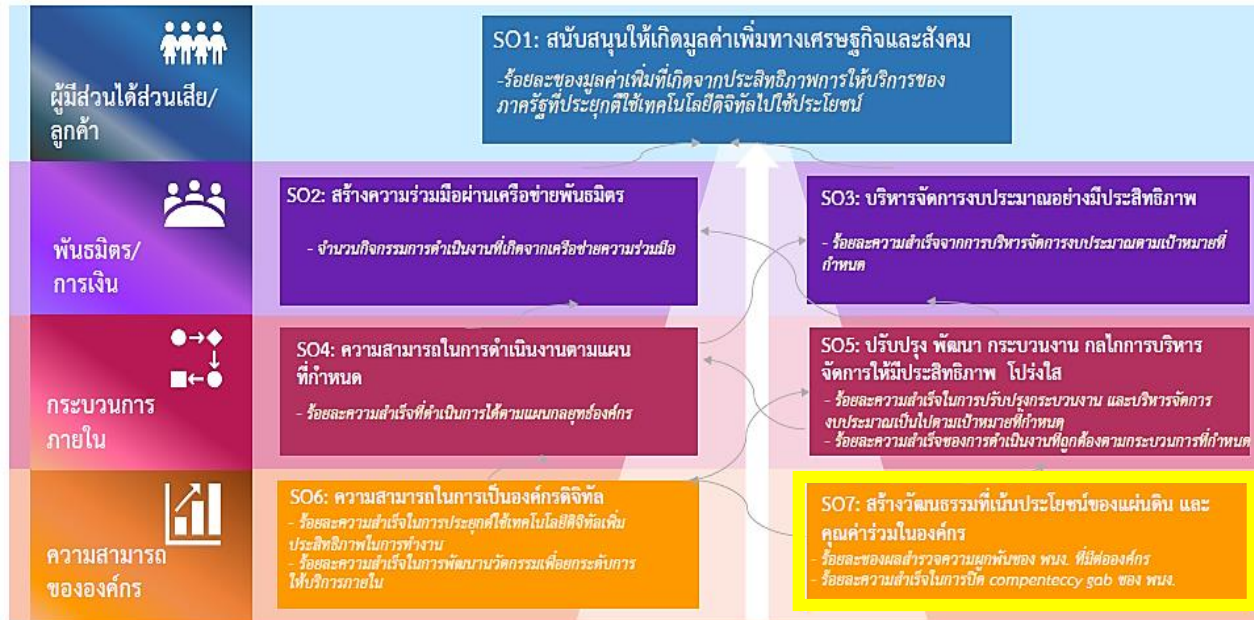 ผู้มีส่วนได้ส่วนเสีย/
ลูกค้า
SO1: สนับสนุนให้เกิดมูลค่าเพิ่มทางเศรษฐกิจและสังคม
-ร้อยละของมูลค่าเพิ่มที่เกิดจากประสิทธิภาพการให้บริการของ
ภาครัฐที่ประยุกต์ใช้เทคโนโลยีดิจิทัลไปใช้ประโยชน์
พันธมิตร/
การเงิน
SO2: สร้างความร่วมมือผ่านเครือข่ายพันธมิตร
- จำนวนกิจกรรมการดำเนินงานที่เกิดจากเครือข่ายความร่วมมือ
SO3: บริหารจัดการงบประมาณอย่างมีประสิทธิภาพ
- ร้อยละความสำเร็จจากการบริหารจัดการงบประมาณตามเป้าหมายที่
กำหนด
กระบวนการ
ภายใน
SO4: ความสามารถในการดำเนินงานตามแผน
ที่กำหนด
- ร้อยละความสำเร็จที่ดำเนินการได้ตามแผนกลยุทธ์องค์กร
SO5: ปรับปรุง พัฒนา กระบวนงาน กลไกการบริหาร
จัดการให้มีประสิทธิภาพ โปร่งใส
- ร้อยละความสำเร็จในการปรับปรุงกระบวนงาน และบริหารจัดการ
งบประมาณเป็นไปตามเป้าหมายที่กำหนด
- ร้อยละความสำเร็จของการดำเนินงานที่ถูกต้องตามกระบวนการที่กำหนด
ความสามารถ
ขององค์กร
SO6: ความสามารถในการเป็นองค์กรดิจิทัล
- ร้อยละความสำเร็จในการประยุกต์ใช้เทคโนโลยีดิจิทัลเพิ่ม
ประสิทธิภาพในการทำงาน
- ร้อยละความสำเร็จในการพัฒนานวัตกรรมเพื่อยกระดับการ
ให้บริการภายใน
SO7: สร้างวัฒนธรรมที่เน้นประโยชน์ของแผ่นดิน และ
คุณค่าร่วมในองค์กร
- ร้อยละของผลสำรวจความผูกพันของ พนง. ที่มีต่อองค์กร
- ร้อยละความสำเร็จในการปิด compenteccy gab ของ พนง.